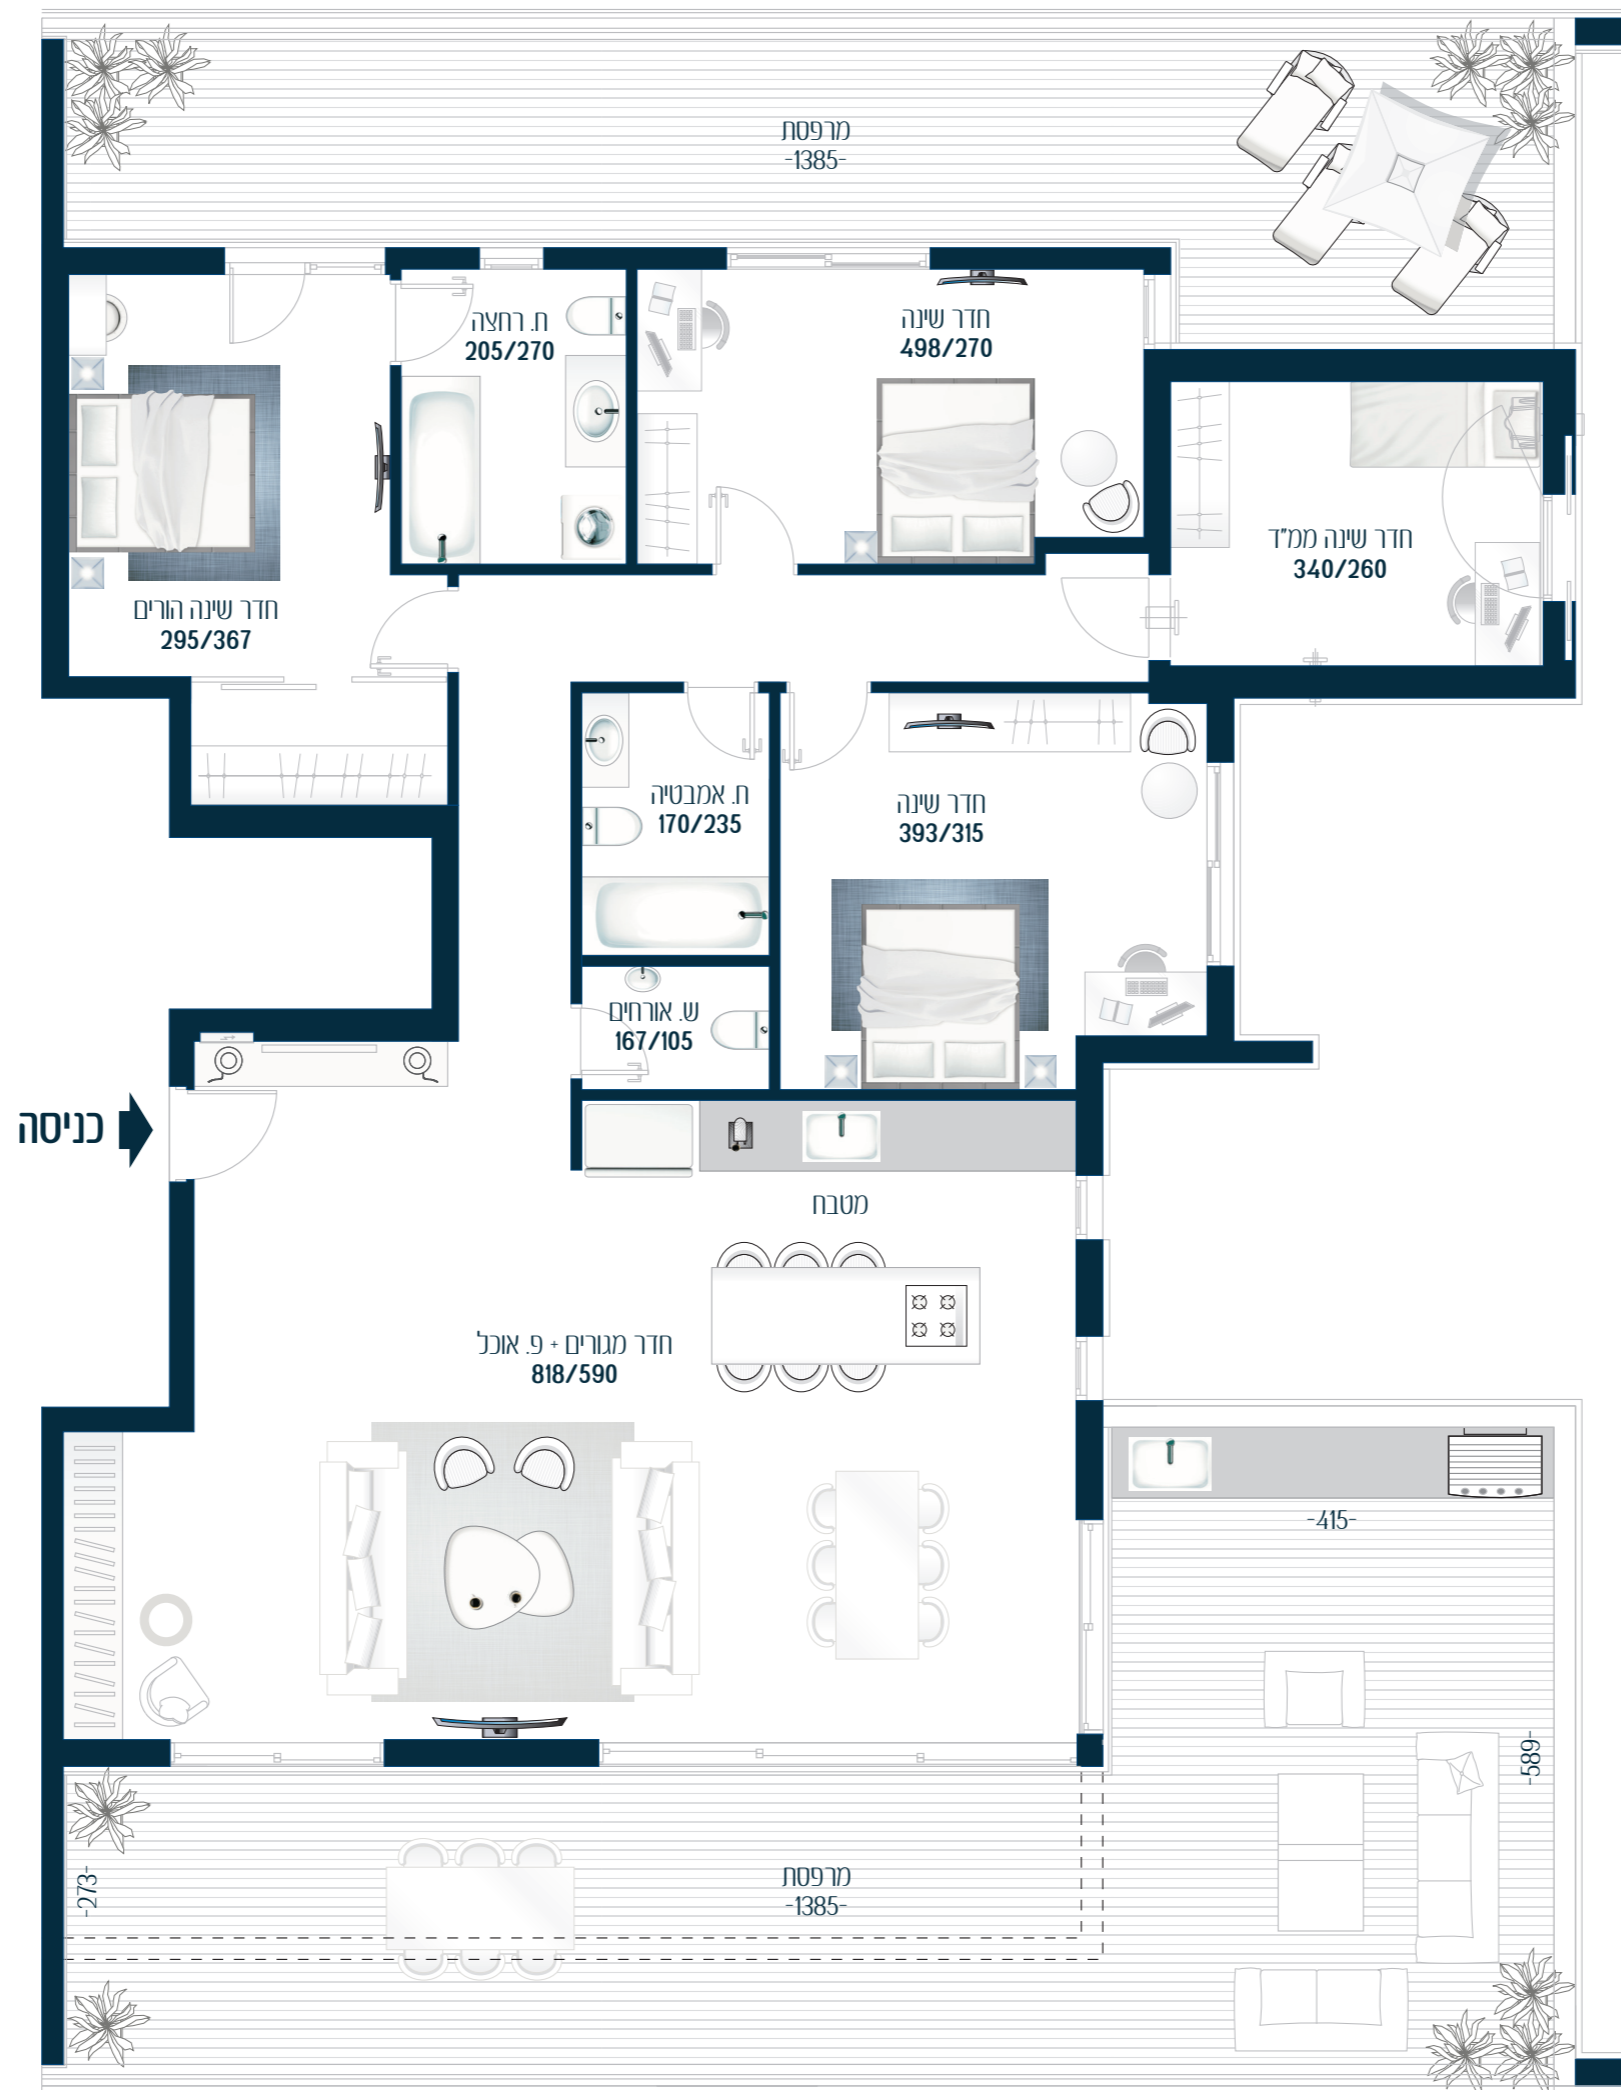 מרפסת
-1385-
ח. רחצה
205/270
חדר שינה
498/270
חדר שינה ממ"ד
340/260
חדר שינה הורים
295/367
ח. אמבטיה
170/235
חדר שינה
393/315
ש. אורחים
167/105
כניסה
מטבח
חדר מגורים + פ. אוכל
818/590
-415-
-589-
-273-
מרפסת
-1385-